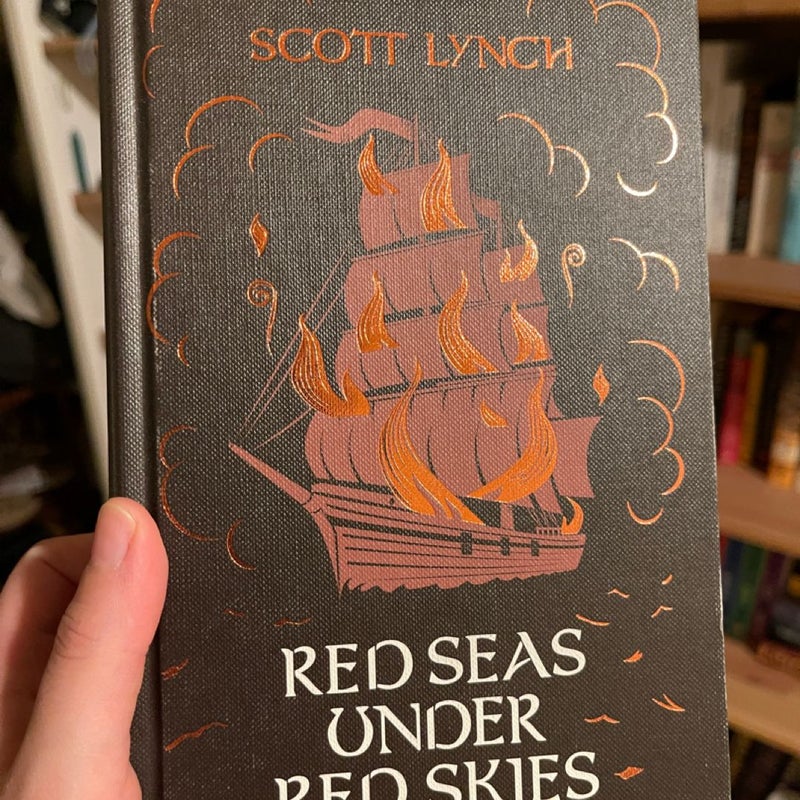 SCOTT LYNCH
RED SEAS
UNDER
RED SKIES